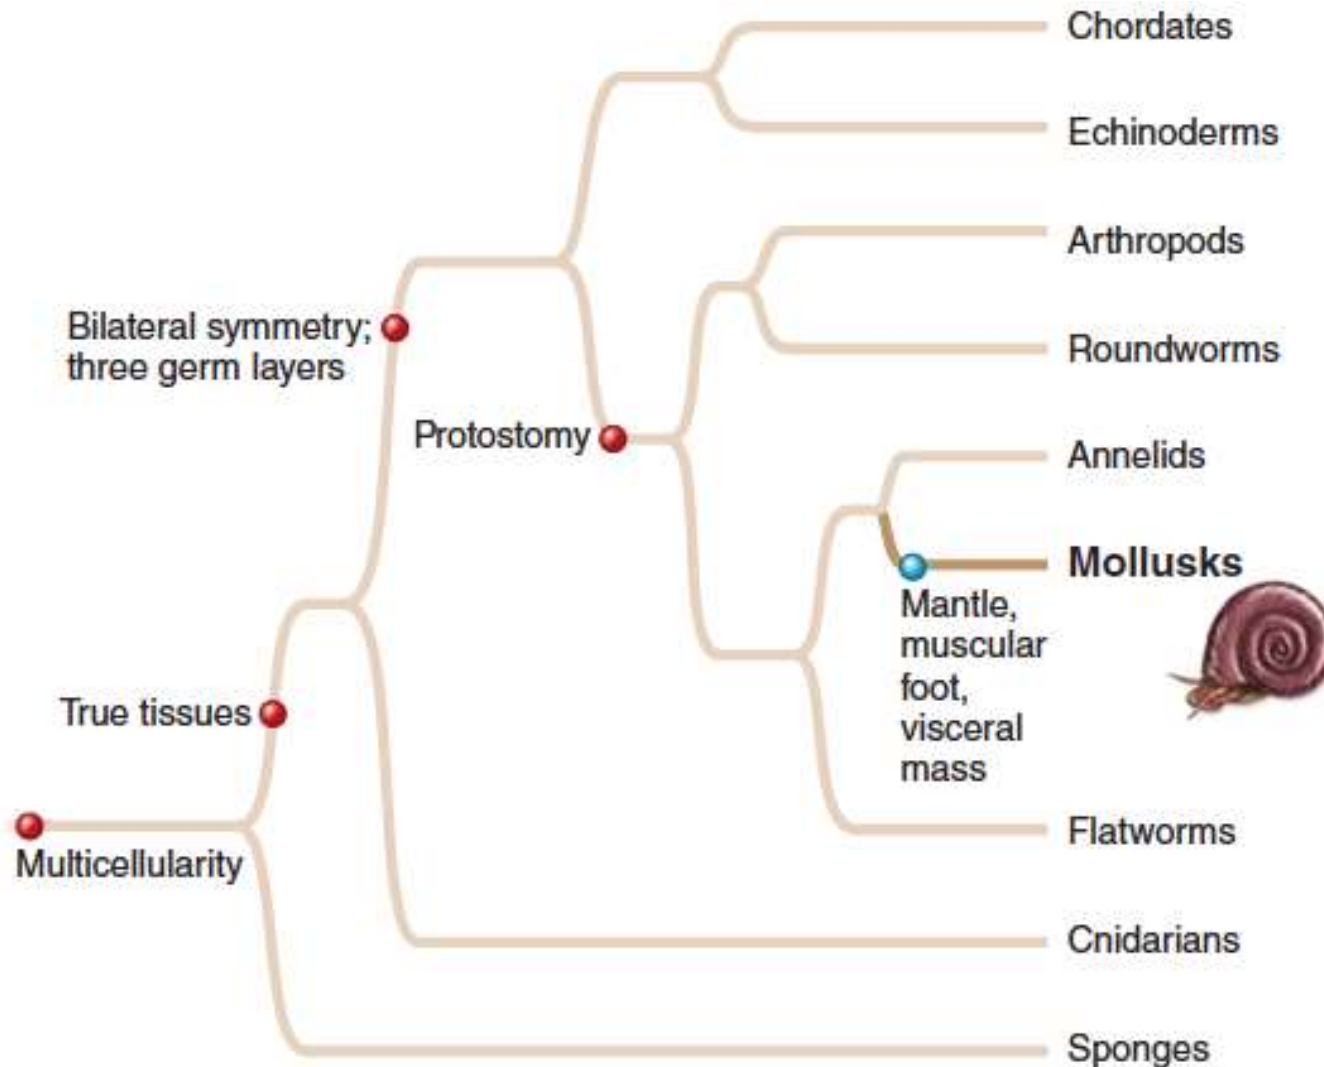 Chordates
Echinoderms
Arthropods
Bilateral symmetry;
three germ layers
Roundworms
Protostomy
Annelids
Mollusks
Mantle,
muscular
foot,
visceral
mass
True tissues
Multicellularity
Flatworms
Cnidarians
Sponges